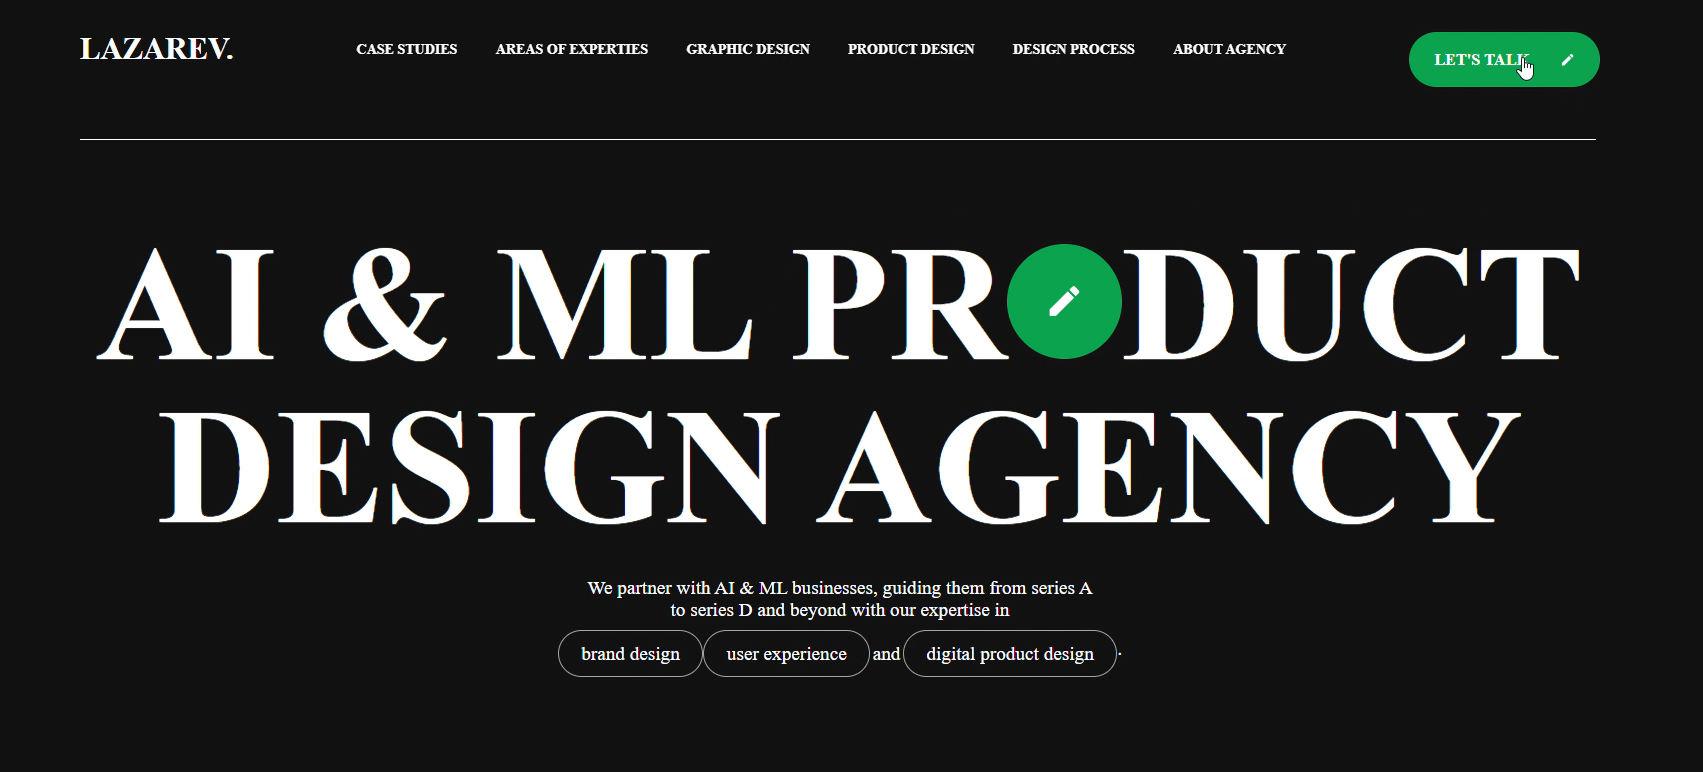 LAZAREV.
CASE STUDIES
AREAS OF EXPERTIES
GRAPHIC DESIGN
PRODUCT DESIGN
DESIGN PROCESS
ABOUT AGENCY
LET'S TALK
AI & ML PR DUCT
DESIGN AGENCY
We partner with AI & ML businesses, guiding them from series A
to series D and beyond with our expertise in
brand design user experience and digital product design .